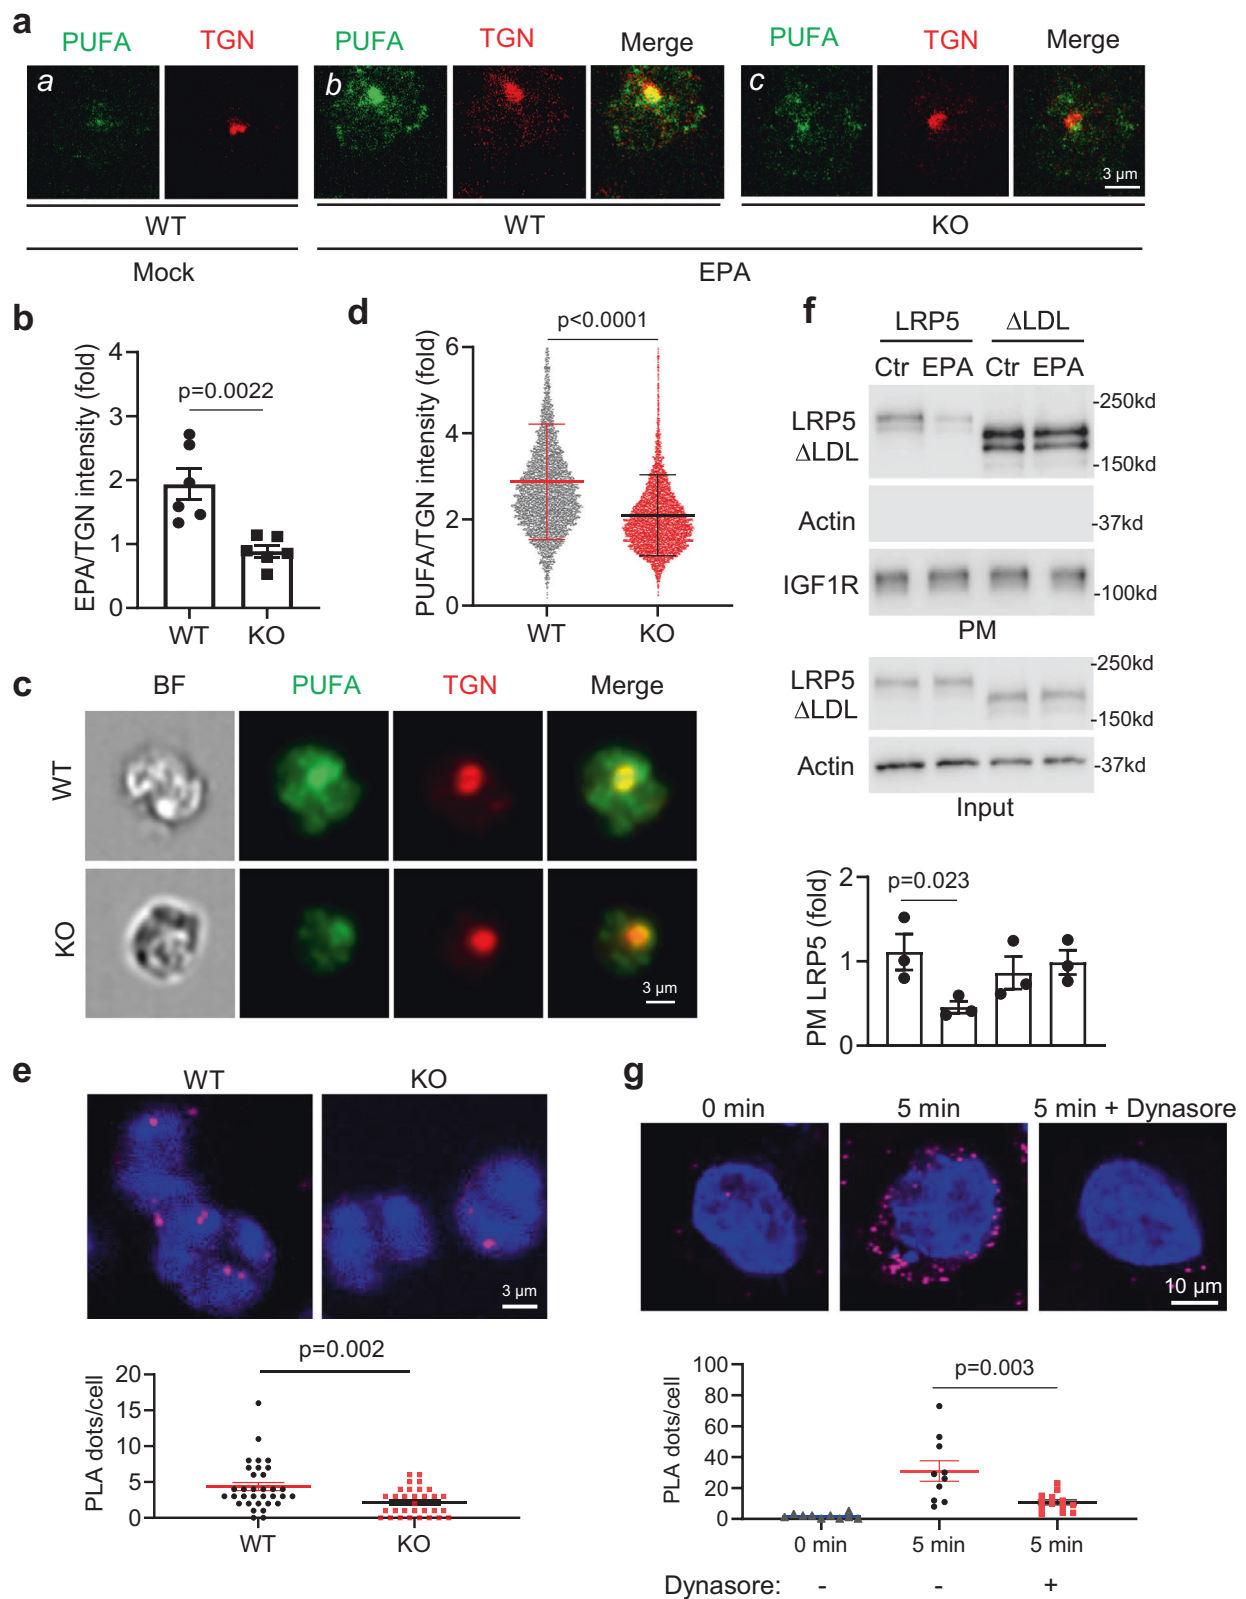 a
PUFA TGN PUFA TGN Merge PUFA TGN Merge
a b c
3 µm
WT WT KO
Mock EPA
b
EPA/TGN intensity (fold)
4
3
2
1
0
p=0.0022
WT KO
d
PUFA/TGN intensity (fold)
p<0.0001
6
4
2
0
WT KO
f
LRP5 ΔLDL
Ctr EPA Ctr EPA
LRP5
ΔLDL
-250kd
-150kd
Actin -37kd
IGF1R -100kd
PM
LRP5
ΔLDL
-250kd
-150kd
Actin -37kd
Input
PM LRP5 (fold)
2
1
0
p=0.023
c
BF PUFA TGN Merge
WT
KO
3 µm
e
WT KO
3 µm
p=0.002
PLA dots/cell
20
15
10
5
0
WT KO
g
0 min 5 min 5 min + Dynasore
10 µm
PLA dots/cell
100
80
60
40
20
0
p=0.003
0 min 5 min 5 min
Dynasore: - - +